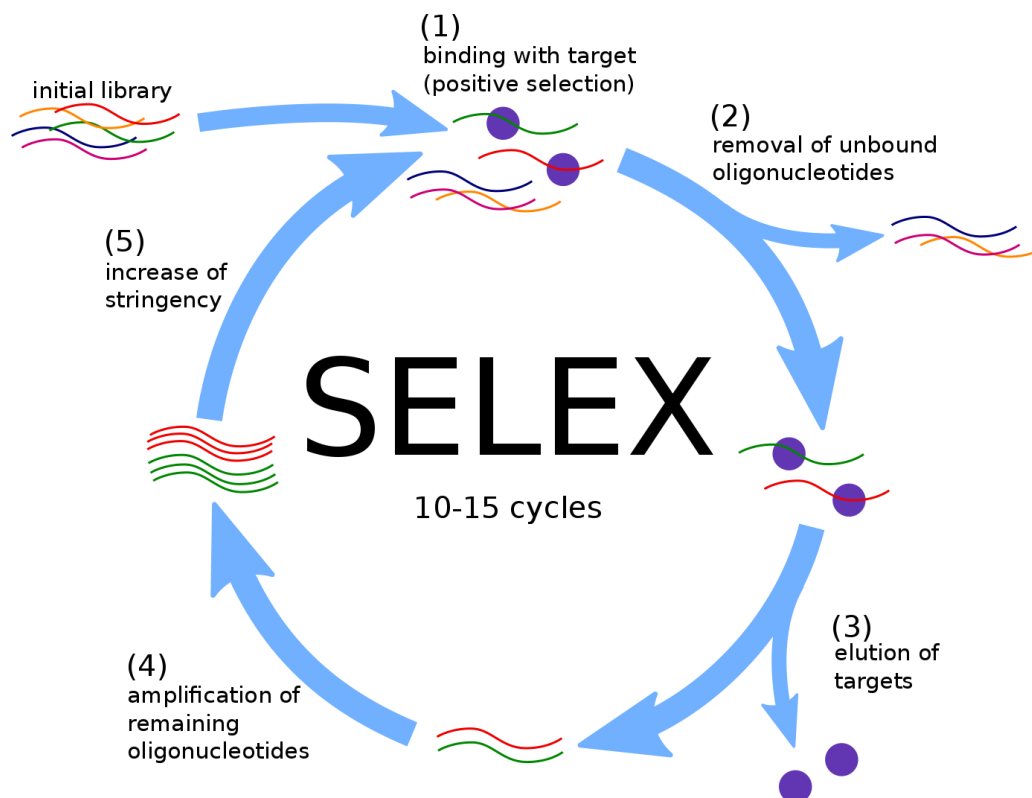 initial library
(1)
binding with target
(positive selection)
(2)
removal of unbound
oligonucleotides
(5)
increase of
stringency
SELEX
10-15 cycles
(3)
elution of
targets
(4)
amplification of
remaining
oligonucleotides